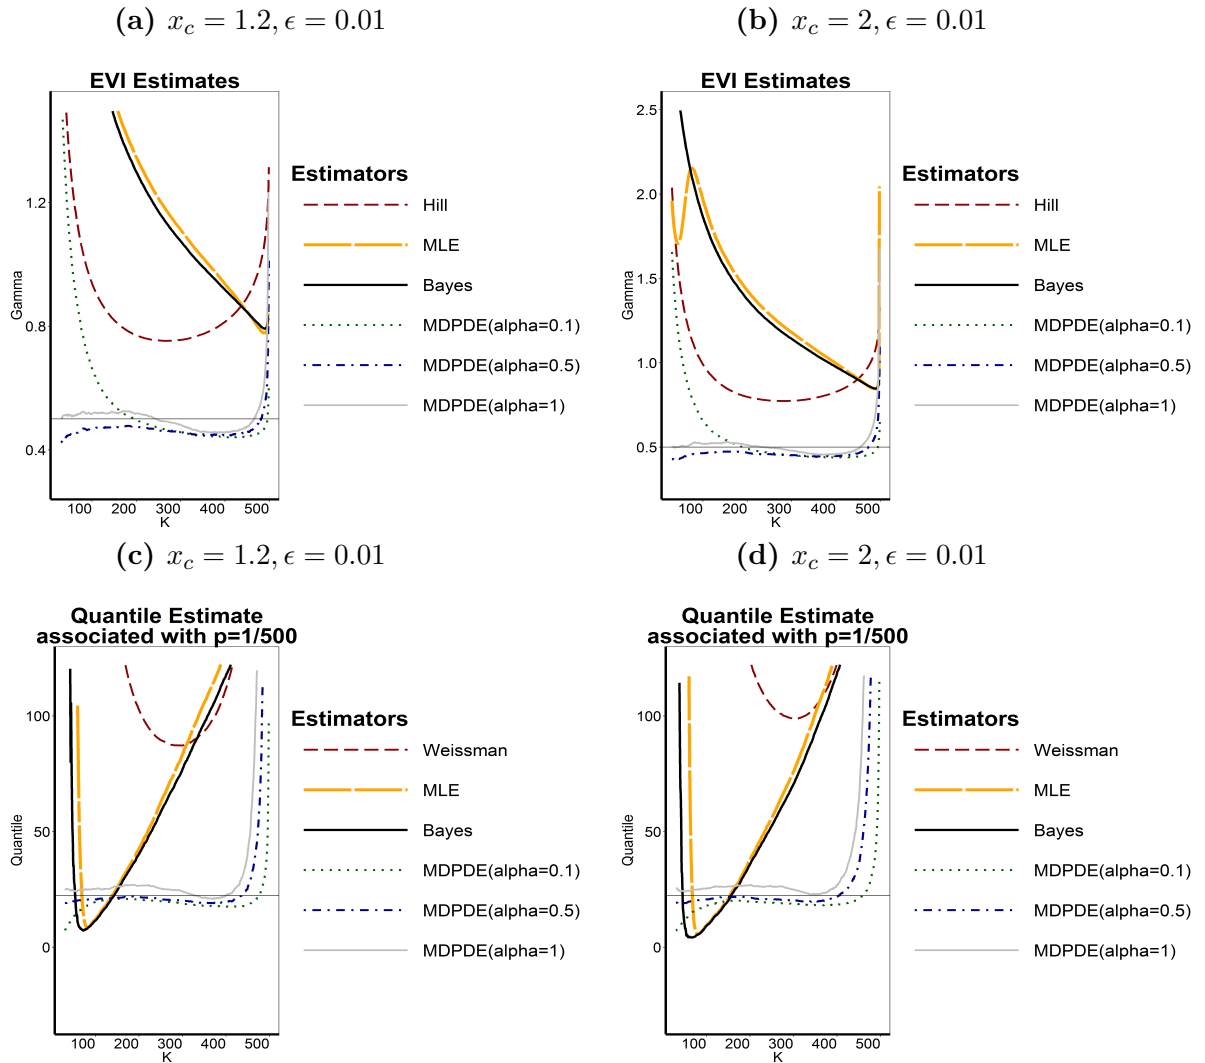 (a) x_c = 1.2, ϵ = 0.01
EVI Estimates
Gamma
1.2
0.8
0.4
100 200 300 400 500
K
Estimators
Hill
MLE
Bayes
MDPDE(alpha=0.1)
MDPDE(alpha=0.5)
MDPDE(alpha=1)
(b) x_c = 2, ϵ = 0.01
EVI Estimates
Gamma
2.5
2.0
1.5
1.0
0.5
100 200 300 400 500
K
Estimators
Hill
MLE
Bayes
MDPDE(alpha=0.1)
MDPDE(alpha=0.5)
MDPDE(alpha=1)
(c) x_c = 1.2, ϵ = 0.01
Quantile Estimate
associated with p=1/500
Quantile
100
50
0
100 200 300 400 500
K
Estimators
Weissman
MLE
Bayes
MDPDE(alpha=0.1)
MDPDE(alpha=0.5)
MDPDE(alpha=1)
(d) x_c = 2, ϵ = 0.01
Quantile Estimate
associated with p=1/500
Quantile
100
50
0
100 200 300 400 500
K
Estimators
Weissman
MLE
Bayes
MDPDE(alpha=0.1)
MDPDE(alpha=0.5)
MDPDE(alpha=1)